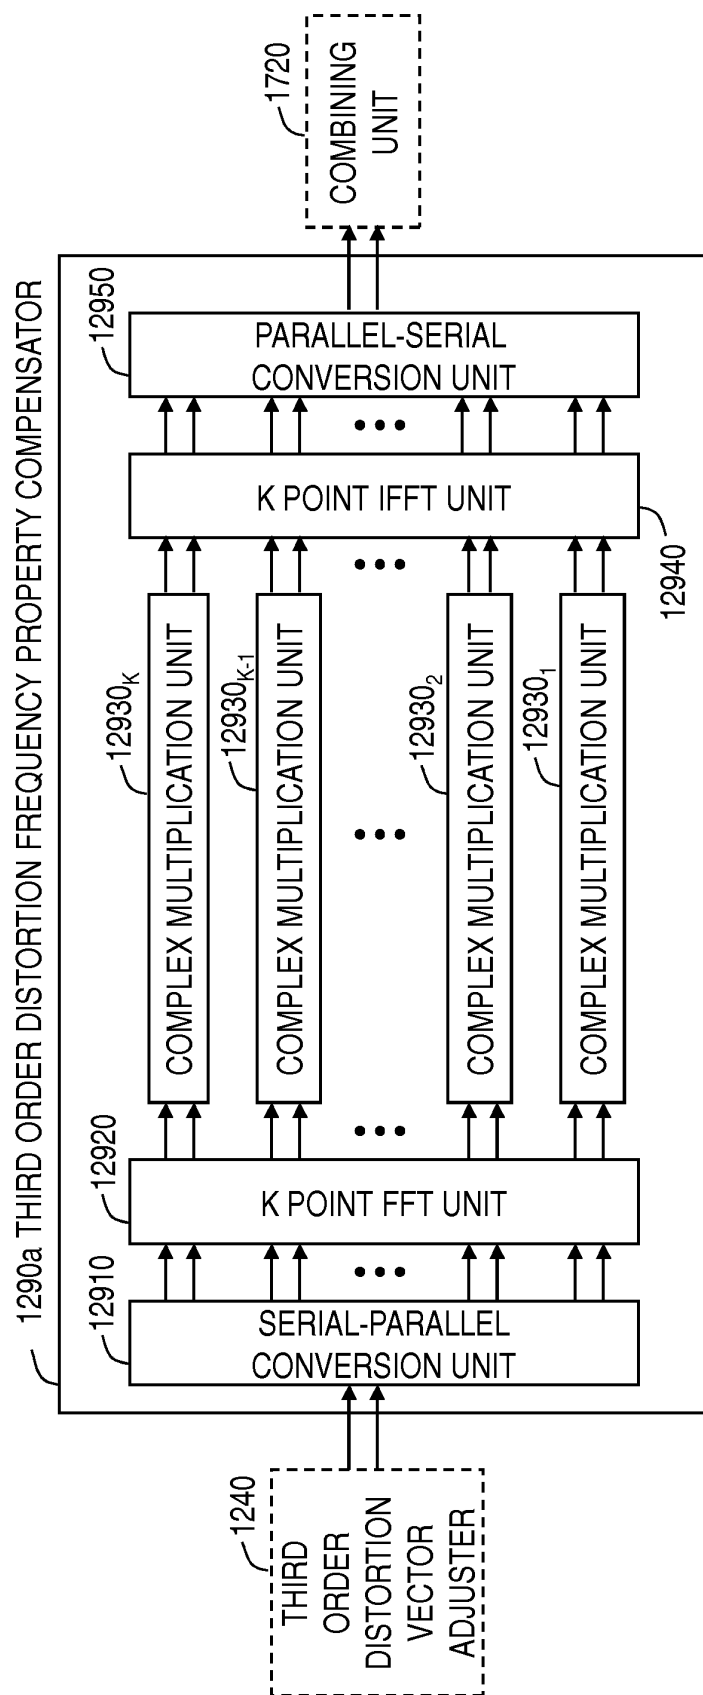 1290a THIRD ORDER DISTORTION FREQUENCY PROPERTY COMPENSATOR
1240
THIRD
ORDER
DISTORTION
VECTOR
ADJUSTER
12910
SERIAL-PARALLEL
CONVERSION UNIT
12920
K POINT FFT UNIT
12930K
COMPLEX MULTIPLICATION UNIT
12930K-1
COMPLEX MULTIPLICATION UNIT
129302
COMPLEX MULTIPLICATION UNIT
129301
COMPLEX MULTIPLICATION UNIT
K POINT IFFT UNIT
12940
12950
PARALLEL-SERIAL
CONVERSION UNIT
1720
COMBINING
UNIT